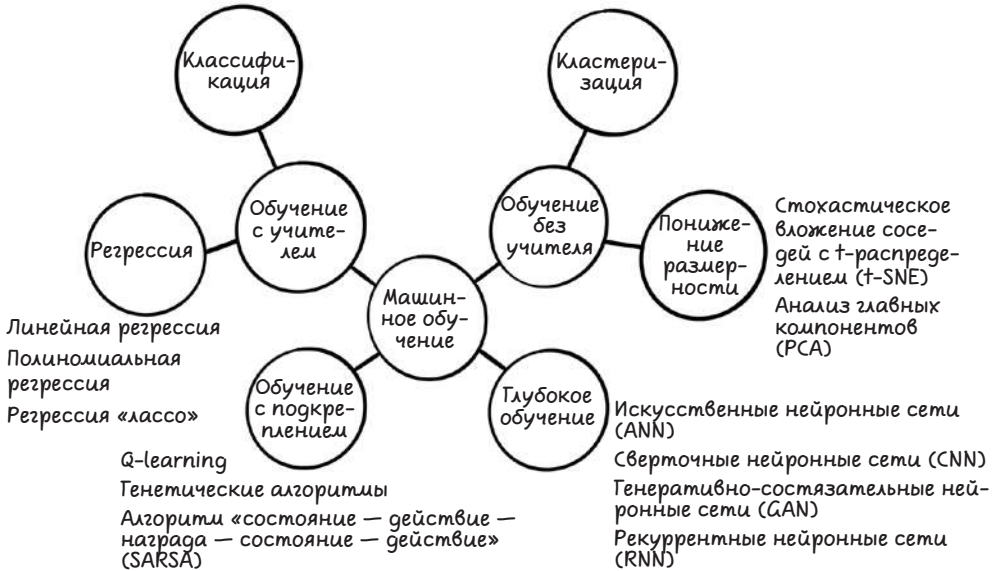 Классифи-
кация
Кластери-
зация
Обучение
с учите-
лем
Обучение
без
учителя
Регрессия
Пониже-
ние
размер-
ности
Стохастическое
вложение сосе-
дей с t-распреде-
лением (t-SNE)
Анализ главных
компонентов
(PCA)
Машин-
ное обу-
чение
Линейная регрессия
Полиномиальная
регрессия
Регрессия «лассо»
Обучение
с подкре-
плением
Глубокое
обучение
Q-learning
Генетические алгоритмы
Алгоритм «состояние — действие —
награда — состояние — действие»
(SARSA)
Искусственные нейронные сети
(ANN)
Сверточные нейронные сети (CNN)
Генеративно-состязательные ней-
ронные сети (GAN)
Рекуррентные нейронные сети
(RNN)